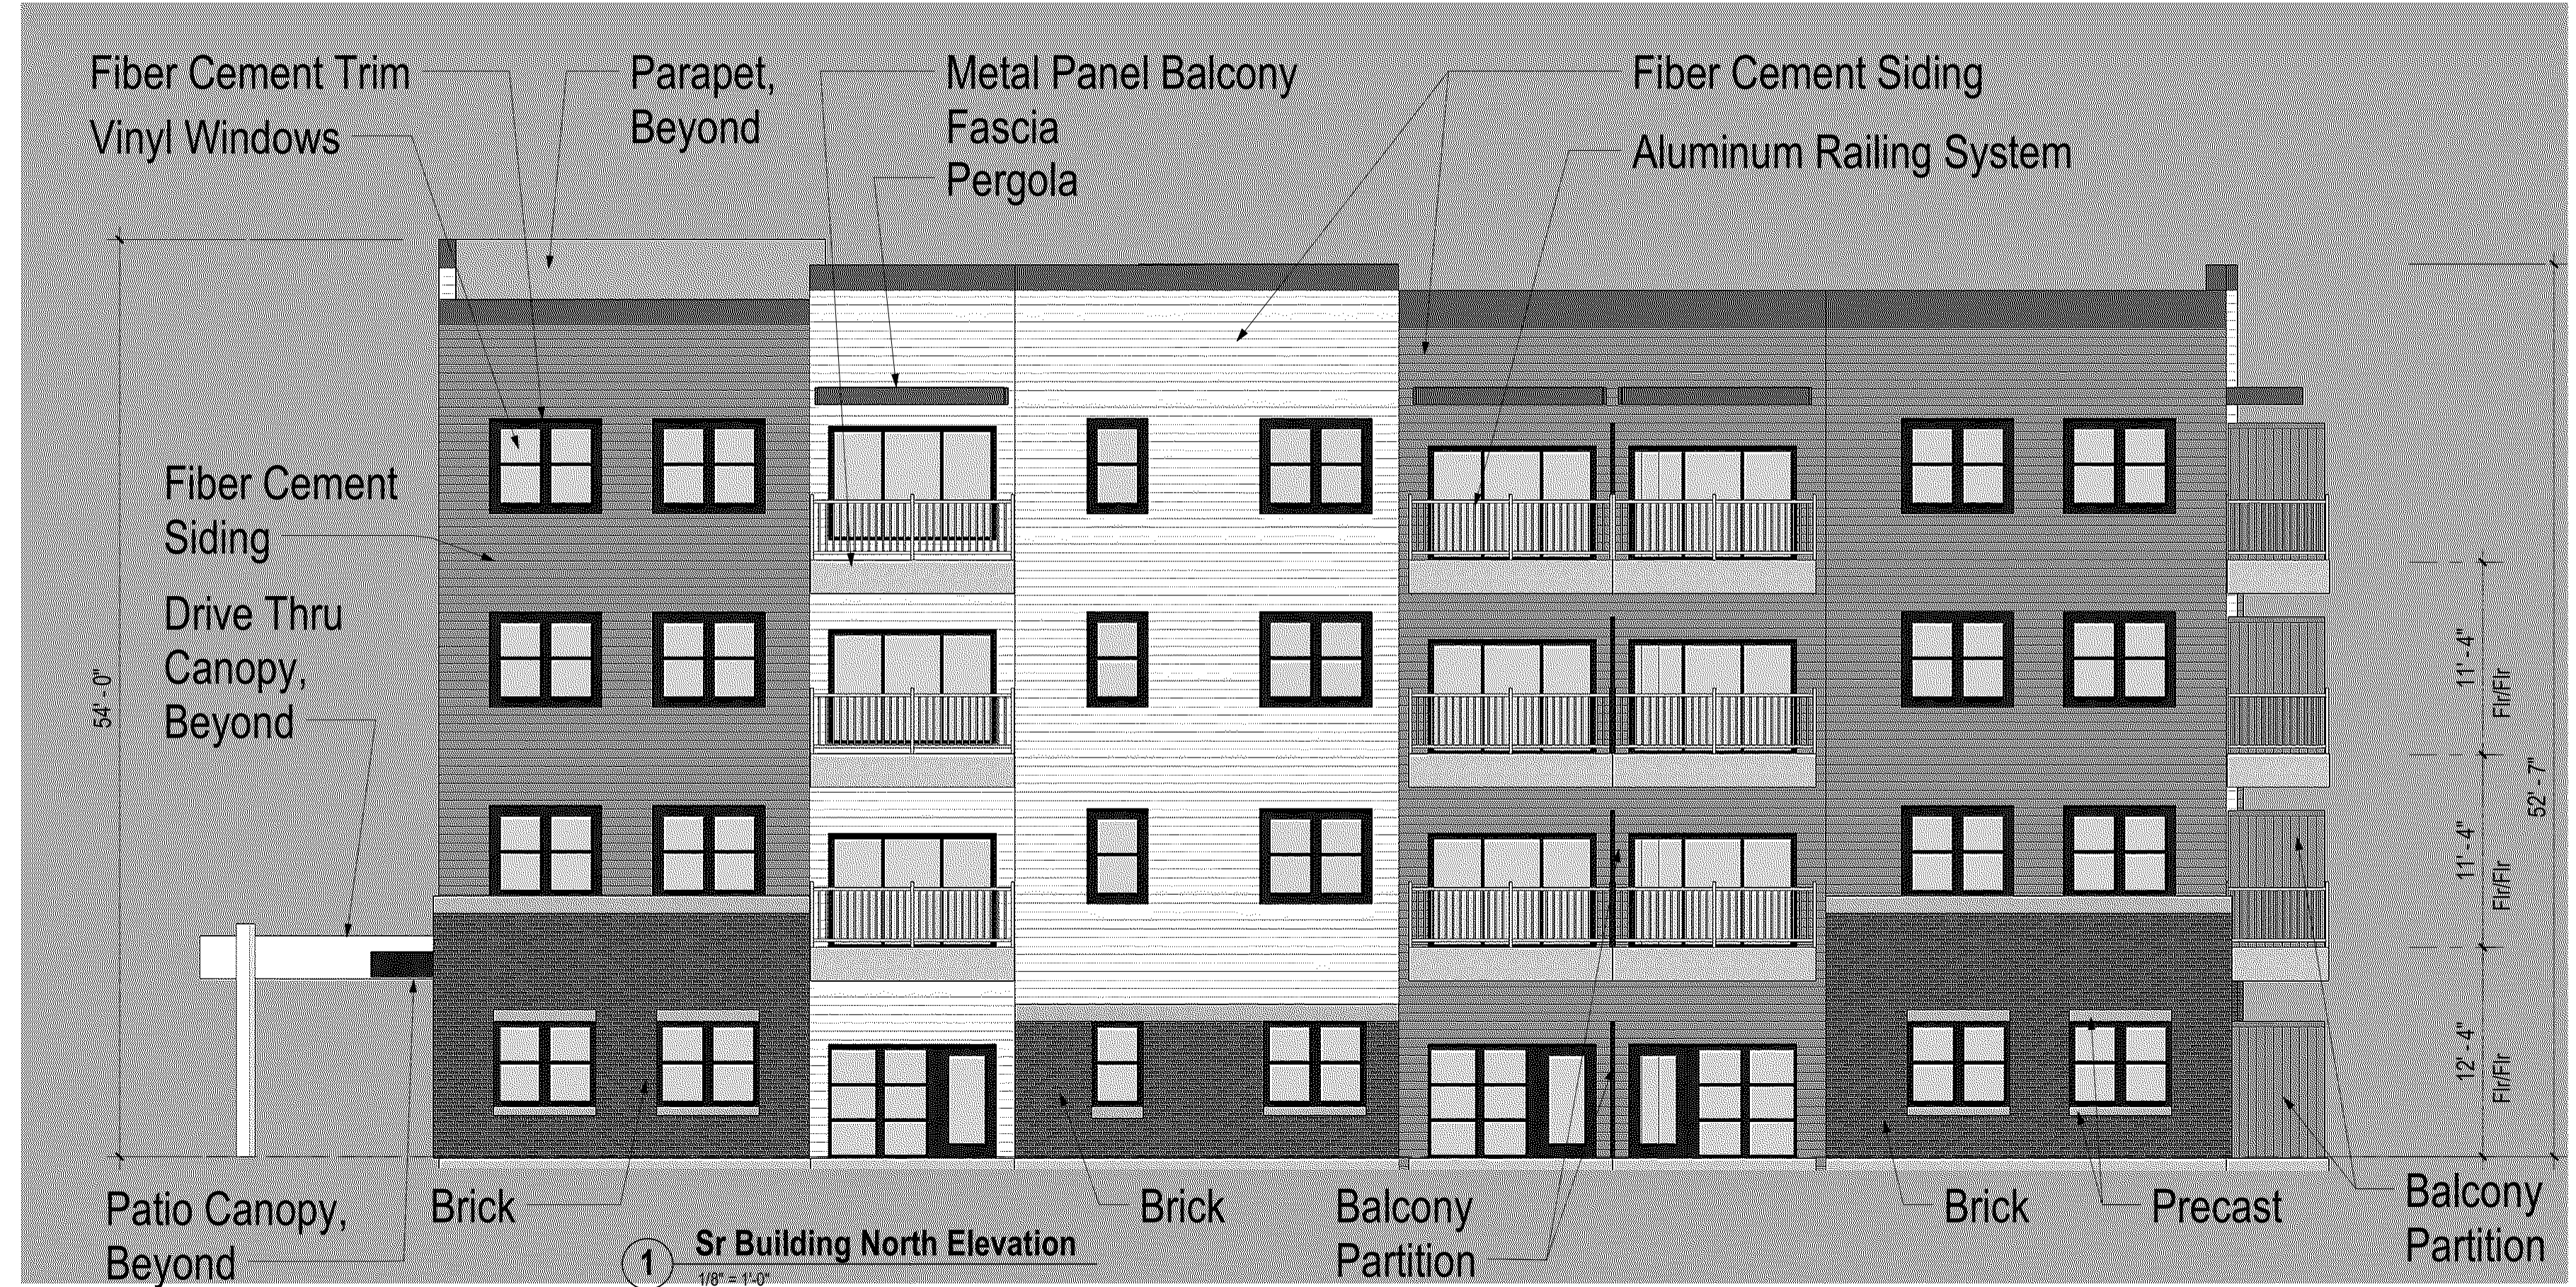 Fiber Cement Trim
Vinyl Windows
Parapet,
Beyond
Metal Panel Balcony
Fascia
Pergola
Fiber Cement Siding
Aluminum Railing System
Fiber Cement
Siding
Drive Thru
Canopy,
Beyond
54' - 0"
11' - 4"
Flr/Flr
11' - 4"
Flr/Flr
12' - 4"
Flr/Flr
52' - 7"
Patio Canopy,
Beyond
Brick
Brick
Balcony
Partition
Brick
Precast
Balcony
Partition
1
Sr Building North Elevation
1/8" = 1'-0"